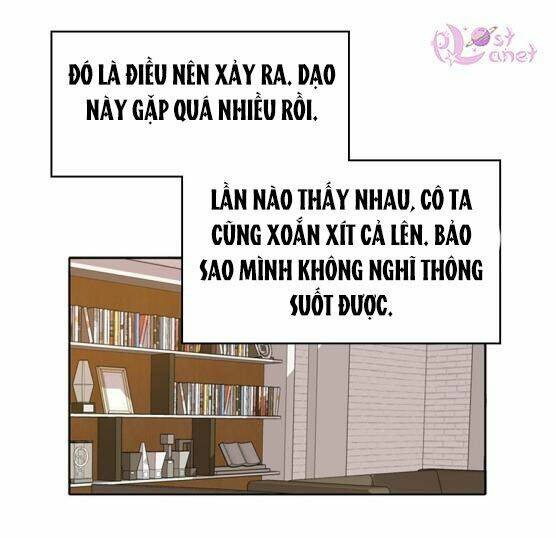 Lost
Planet
ĐÓ LÀ ĐIỀU NÊN XẢY RA. DẠO
NÀY GẶP QUÁ NHIỀU RỒI.
LẦN NÀO THẤY NHAU, CÔ TA
CŨNG XOẮN XÍT CẢ LÊN. BẢO
SAO MÌNH KHÔNG NGHĨ THÔNG
SUỐT ĐƯỢC.